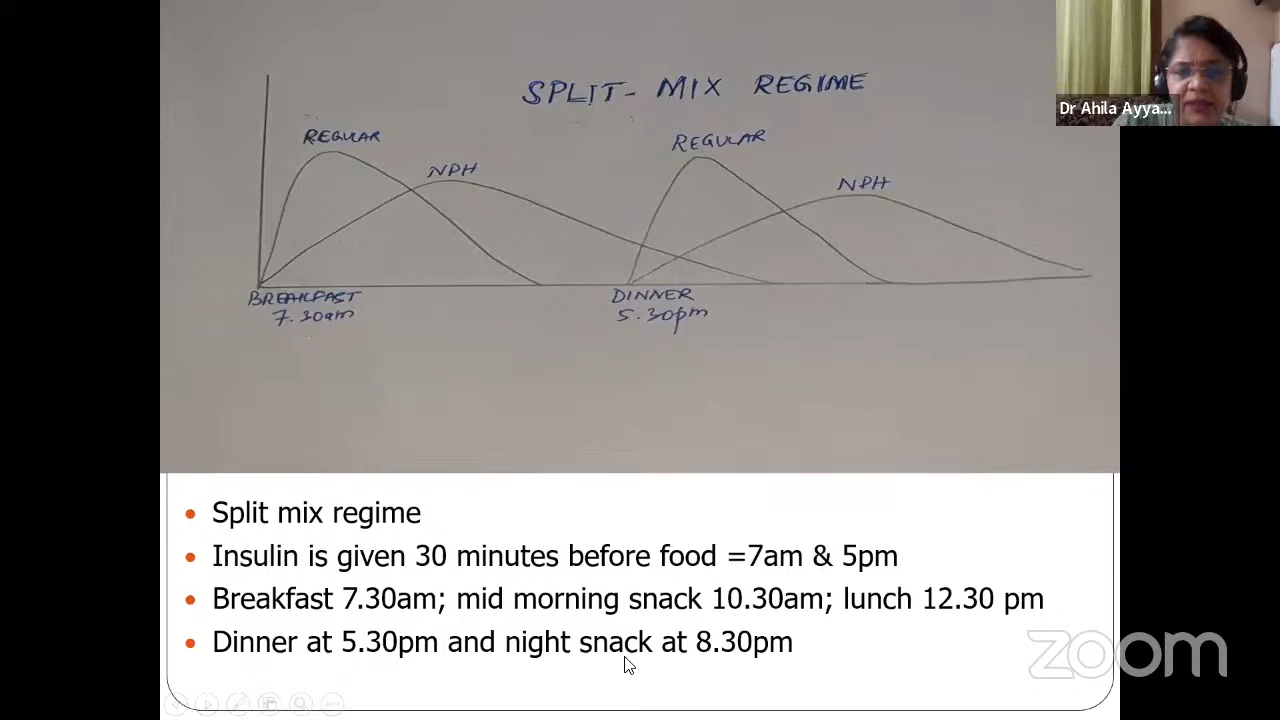 SPLIT- MIX REGIME
Dr Ahila Ayya...
REGULAR
NPH
REGULAR
NPH
BREAKFAST
7.30am
DINNER
5.30pm
• Split mix regime
• Insulin is given 30 minutes before food =7am & 5pm
• Breakfast 7.30am; mid morning snack 10.30am; lunch 12.30 pm
• Dinner at 5.30pm and night snack at 8.30pm
zoom